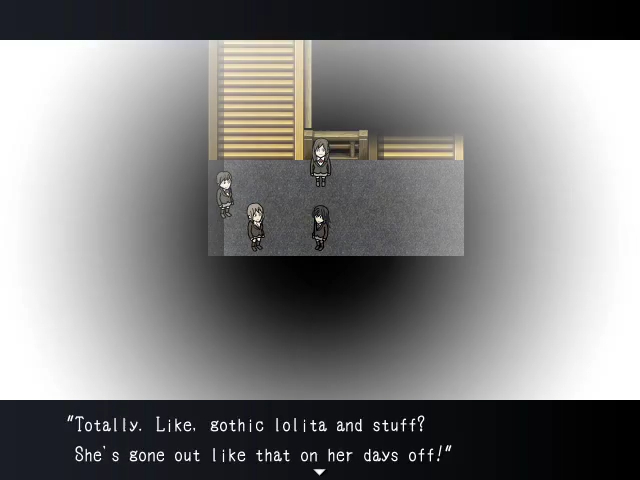 "Totally. Like, gothic lolita and stuff?
She's gone out like that on her days off!"